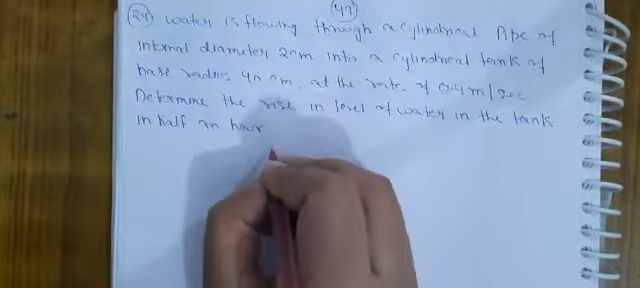 47
24) Water is flowing through a cylindrical Pipe of
internal diameter 2cm into a cylindrical tank of
base radius 40 cm. at the rate. of 0.4m/sec
Determine the rise in level of water in the tank
in half an hour